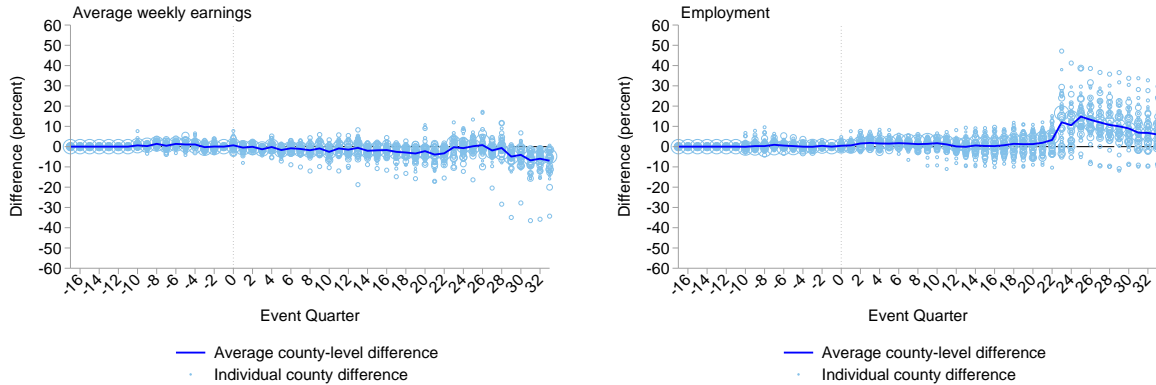 Average weekly earnings
60
50
40
30
20
10
0
-10
-20
-30
-40
-50
-60
Difference (percent)
-16 -14 -12 -10 -8 -6 -4 -2 0 2 4 6 8 10 12 14 16 18 20 22 24 26 28 30 32
Event Quarter
Average county-level difference
Individual county difference
Employment
60
50
40
30
20
10
0
-10
-20
-30
-40
-50
-60
Difference (percent)
-16 -14 -12 -10 -8 -6 -4 -2 0 2 4 6 8 10 12 14 16 18 20 22 24 26 28 30 32
Event Quarter
Average county-level difference
Individual county difference